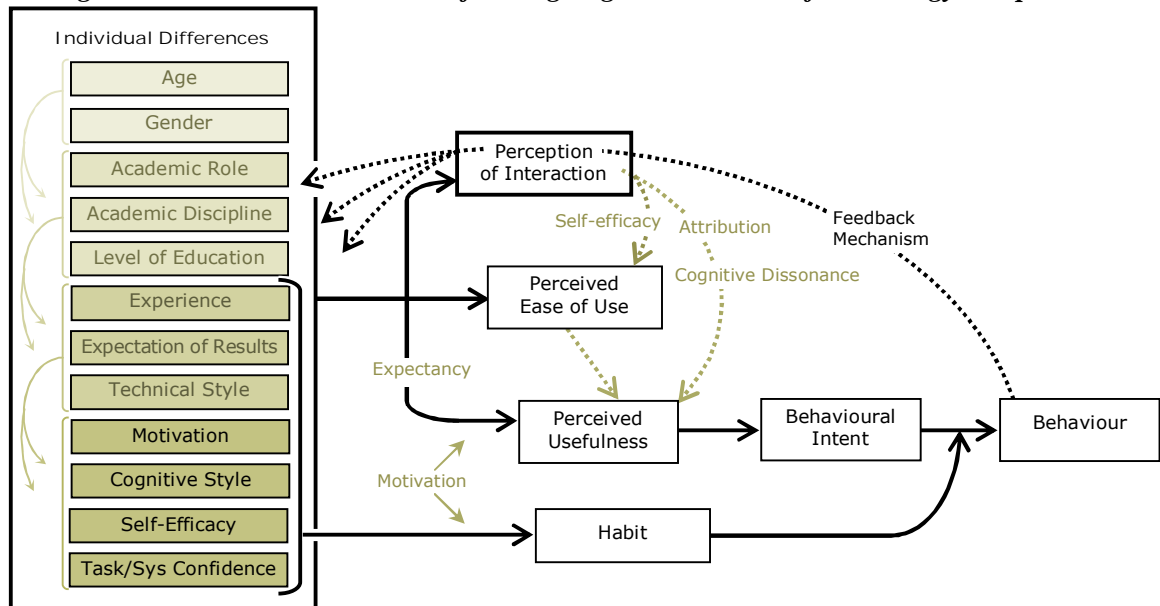 Individual Differences
Age
Gender
Academic Role
Academic Discipline
Level of Education
Experience
Expectation of Results
Technical Style
Motivation
Cognitive Style
Self-Efficacy
Task/Sys Confidence
Perception
of Interaction
Self-efficacy
Attribution
Cognitive Dissonance
Feedback
Mechanism
Perceived
Ease of Use
Expectancy
Perceived
Usefulness
Behavioural
Intent
Behaviour
Motivation
Habit